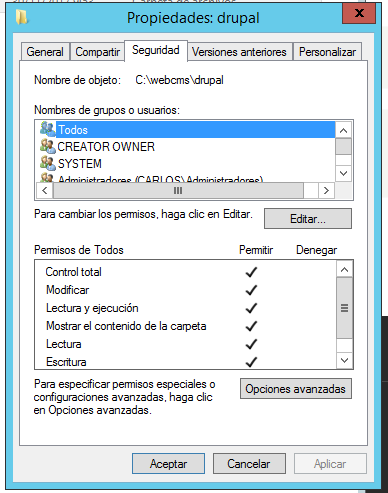 Propiedades: drupal
x
General Compartir Seguridad Versiones anteriores Personalizar
Nombre de objeto: C:\webcms\drupal
Nombres de grupos o usuarios:
Todos
CREATOR OWNER
SYSTEM
Administradores (CARLOS\Administradores)
Para cambiar los permisos, haga clic en Editar.
Editar...
Permisos de Todos Permitir Denegar
Control total
Modificar
Lectura y ejecución
Mostrar el contenido de la carpeta
Lectura
Escritura
Para especificar permisos especiales o
configuraciones avanzadas, haga clic
en Opciones avanzadas.
Opciones avanzadas
Aceptar Cancelar Aplicar